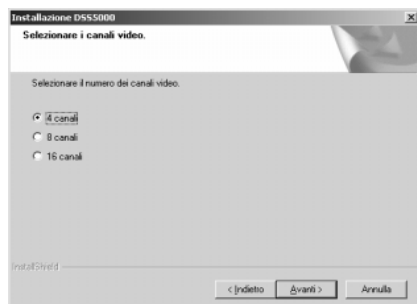 Installazione DSS5000
Selezionare i canali video.
Selezionare il numero dei canali video.
4 canali
8 canali
16 canali
InstallShield
< Indietro Avanti > Annulla